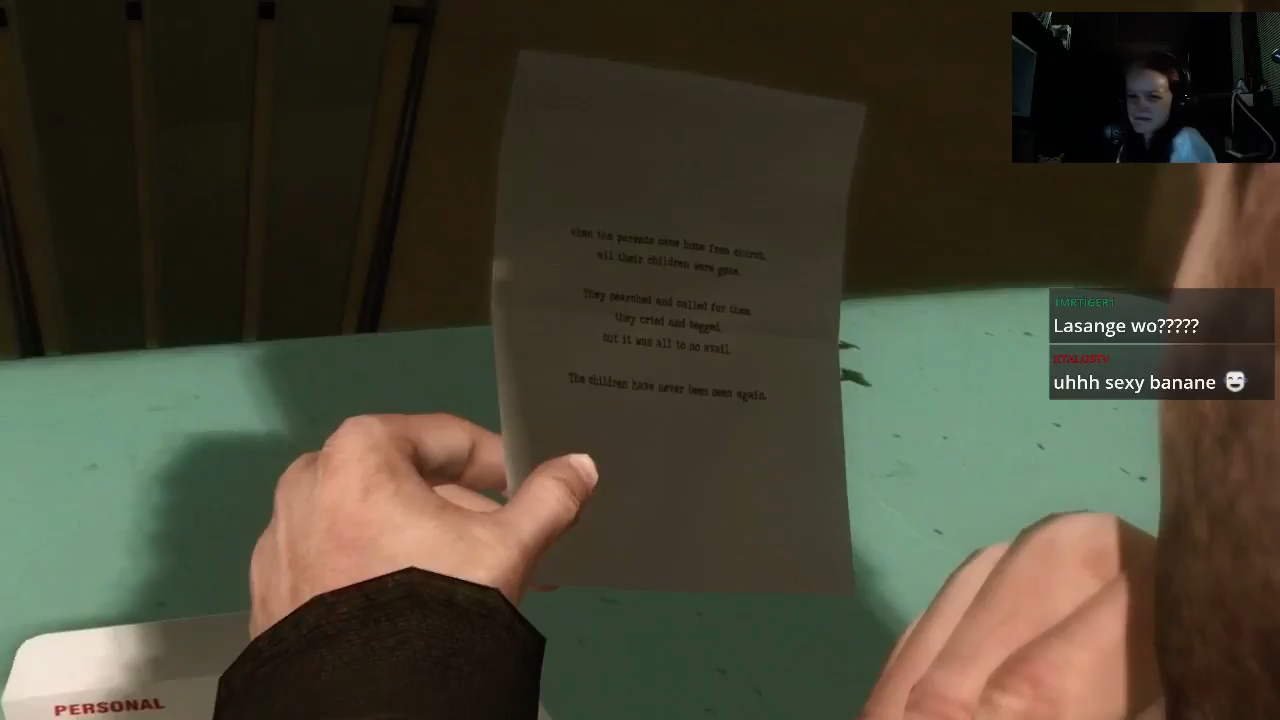 when the parents came home from church,
all their children were gone.
They searched and called for them,
they cried and begged,
but it was all to no avail.
The children have never been seen again.
1MRTIGER1
Lasange wo?????
XTALOSTV
uhhh sexy banane
PERSONAL